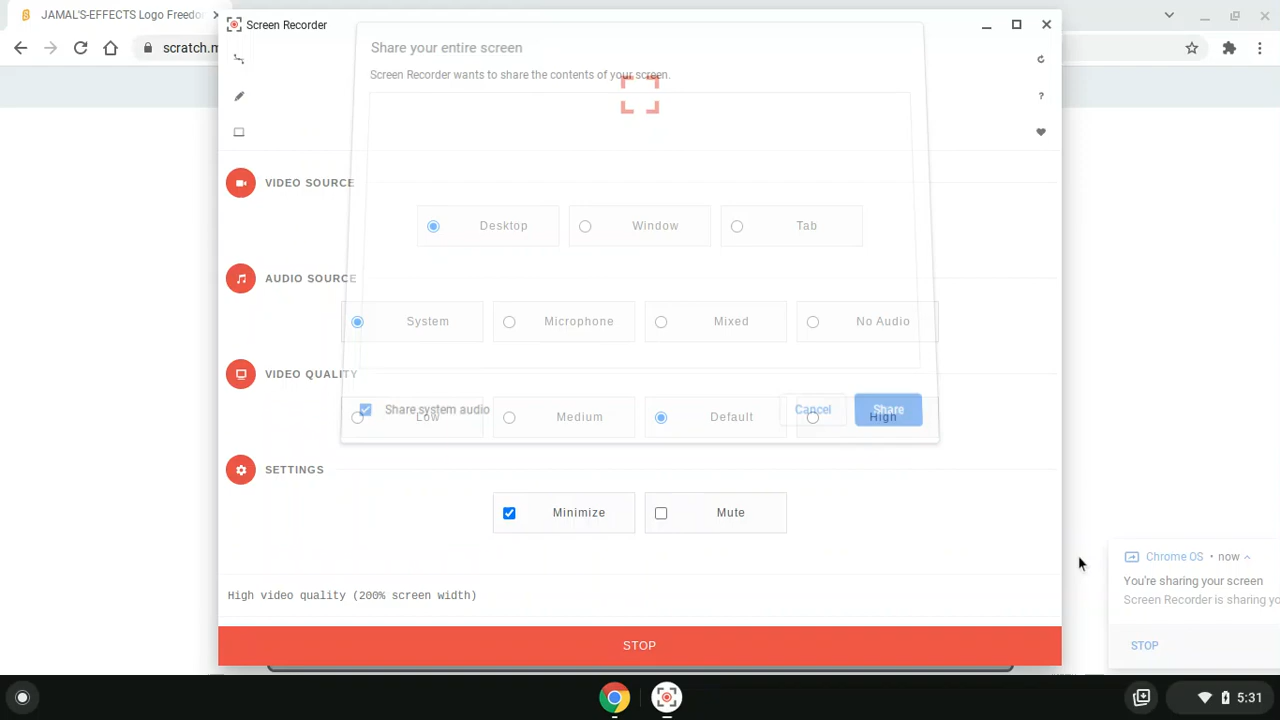 JAMAL'S-EFFECTS Logo Freedo
scratch.m
Screen Recorder
Share your entire screen
Screen Recorder wants to share the contents of your screen.
?
VIDEO SOURCE
Desktop
Window
Tab
AUDIO SOURCE
System
Microphone
Mixed
No Audio
VIDEO QUALITY
Share system audio
Cancel
Share
Low
Medium
Default
High
SETTINGS
Minimize
Mute
Chrome OS • now
You're sharing your screen
Screen Recorder is sharing yo
STOP
High video quality (200% screen width)
STOP
5:31